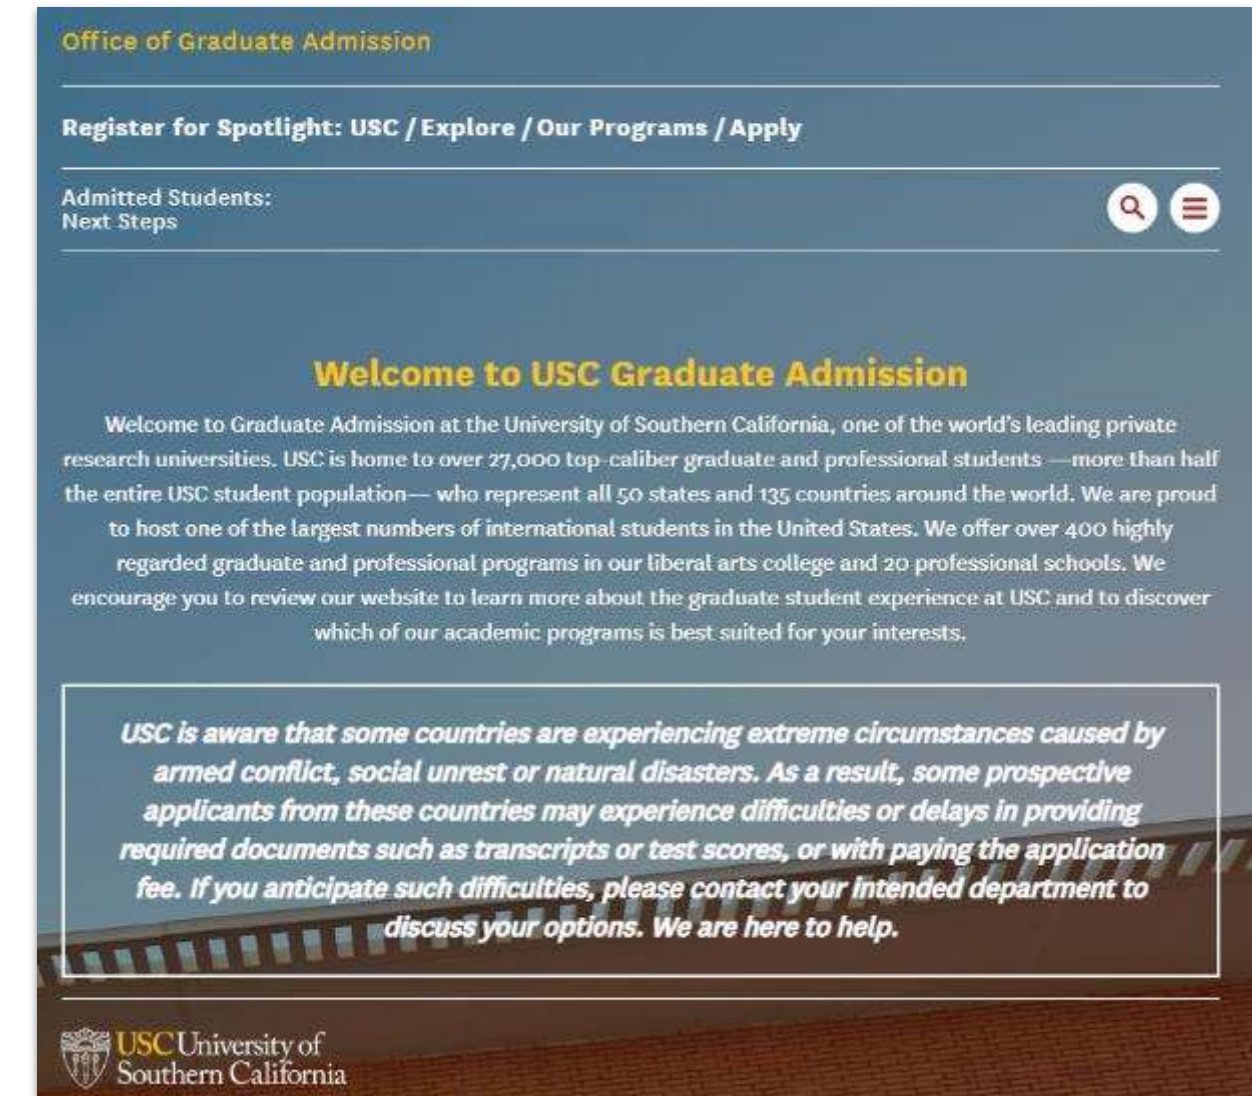 Office of Graduate Admission
Register for Spotlight: USC / Explore / Our Programs / Apply
Admitted Students:
Next Steps
Welcome to USC Graduate Admission
Welcome to Graduate Admission at the University of Southern California, one of the world's leading private
research universities. USC is home to over 27,000 top-caliber graduate and professional students —more than half
the entire USC student population— who represent all 50 states and 135 countries around the world. We are proud
to host one of the largest numbers of international students in the United States. We offer over 400 highly
regarded graduate and professional programs in our liberal arts college and 20 professional schools. We
encourage you to review our website to learn more about the graduate student experience at USC and to discover
which of our academic programs is best suited for your interests.
USC is aware that some countries are experiencing extreme circumstances caused by
armed conflict, social unrest or natural disasters. As a result, some prospective
applicants from these countries may experience difficulties or delays in providing
required documents such as transcripts or test scores, or with paying the application
fee. If you anticipate such difficulties, please contact your intended department to
discuss your options. We are here to help.
USC University of
Southern California